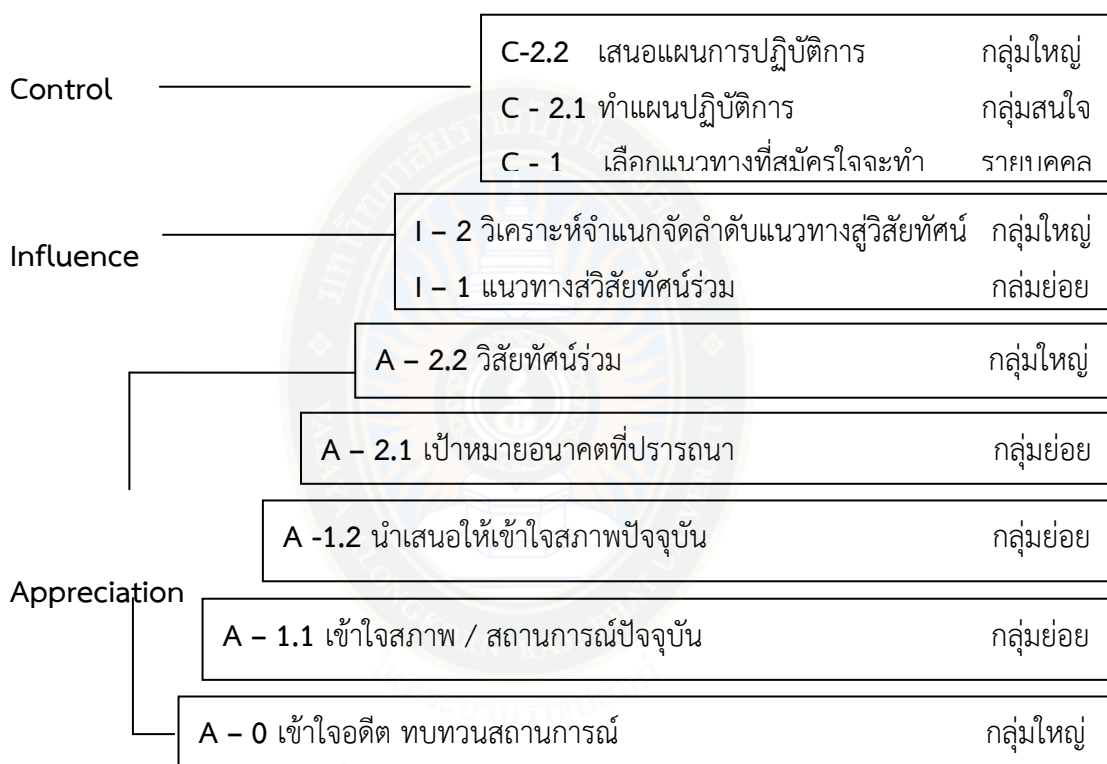 Control
C-2.2 เสนอแผนการปฏิบัติการ กลุ่มใหญ่
C - 2.1 ทำแผนปฏิบัติการ กลุ่มสนใจ
C - 1 เลือกแนวทางที่สมัครใจจะทำ รายบุคคล
Influence
I – 2 วิเคราะห์จำแนกจัดลำดับแนวทางสู่วิสัยทัศน์ กลุ่มใหญ่
I – 1 แนวทางสู่วิสัยทัศน์ร่วม กลุ่มย่อย
A – 2.2 วิสัยทัศน์ร่วม กลุ่มใหญ่
A – 2.1 เป้าหมายอนาคตที่ปรารถนา กลุ่มย่อย
A -1.2 นำเสนอให้เข้าใจสภาพปัจจุบัน กลุ่มย่อย
Appreciation
A – 1.1 เข้าใจสภาพ / สถานการณ์ปัจจุบัน กลุ่มย่อย
A – 0 เข้าใจอดีต ทบทวนสถานการณ์ กลุ่มใหญ่